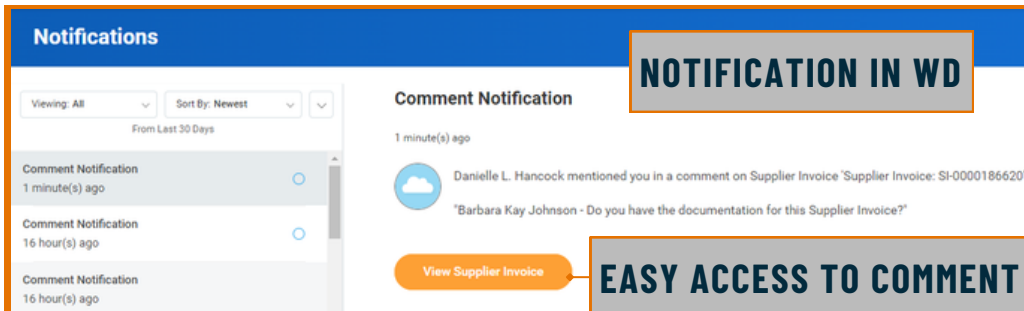 Notifications
NOTIFICATION IN WD
Viewing: All
Sort By: Newest
From Last 30 Days
Comment Notification
1 minute(s) ago
Comment Notification
16 hour(s) ago
Comment Notification
16 hour(s) ago
Comment Notification
1 minute(s) ago
Danielle L. Hancock mentioned you in a comment on Supplier Invoice 'Supplier Invoice: SI-0000186620'
"Barbara Kay Johnson - Do you have the documentation for this Supplier Invoice?"
View Supplier Invoice
EASY ACCESS TO COMMENT